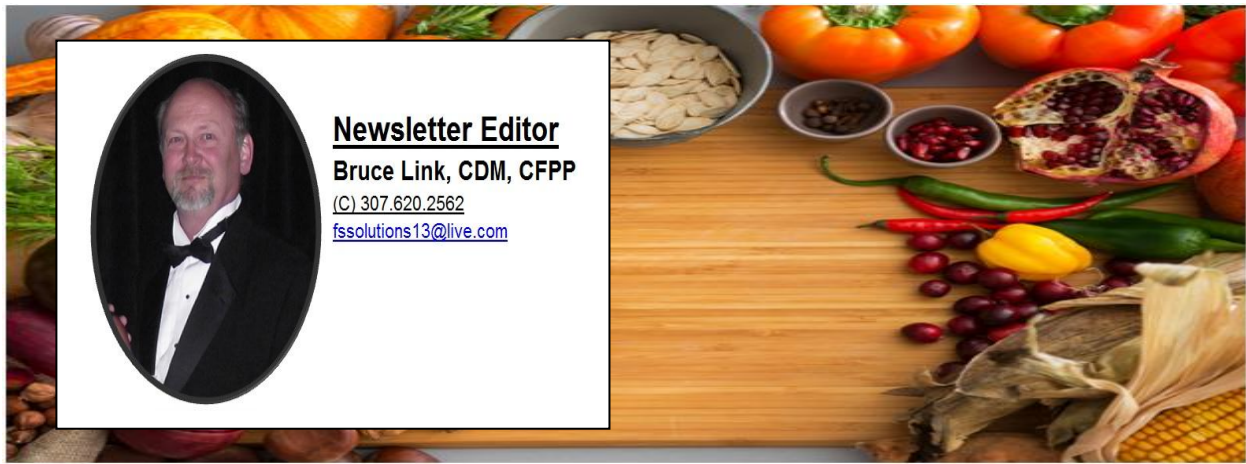 Newsletter Editor
Bruce Link, CDM, CFPP
(C) 307.620.2562
fssolutions13@live.com